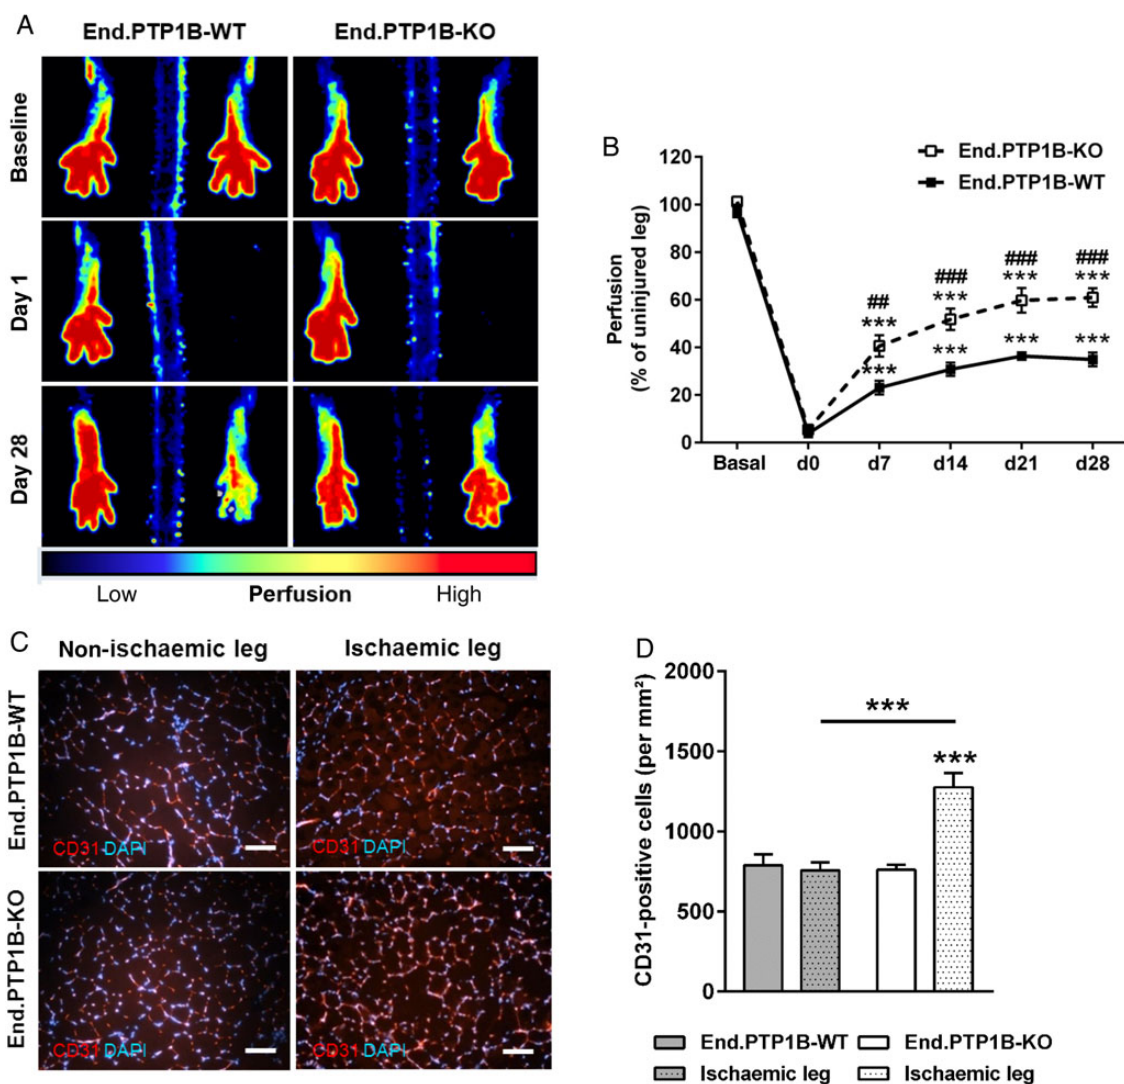 A
End.PTP1B-WT
End.PTP1B-KO
Baseline
Day 1
Day 28
Low
Perfusion
High
B
End.PTP1B-KO
End.PTP1B-WT
Perfusion
(% of uninjured leg)
120
100
80
60
40
20
0
##
###
###
###
***
***
***
***
***
***
***
***
Basal
d0
d7
d14
d21
d28
C
Non-ischaemic leg
Ischaemic leg
End.PTP1B-WT
CD31 DAPI
CD31 DAPI
End.PTP1B-KO
CD31 DAPI
CD31 DAPI
D
CD31-positive cells (per mm²)
2000
1500
1000
500
0
***
***
End.PTP1B-WT
End.PTP1B-KO
Ischaemic leg
Ischaemic leg